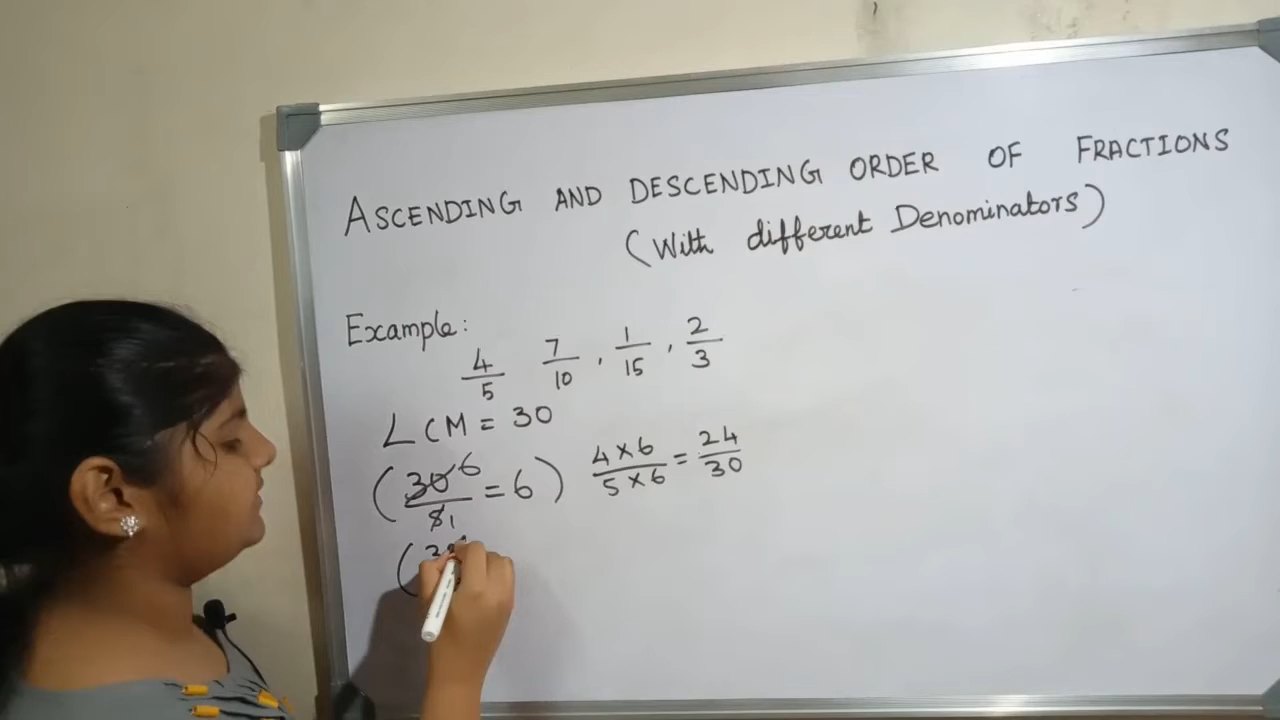 ASCENDING AND DESCENDING ORDER OF FRACTIONS
(With different Denominators)
Example:
4/5 7/10 , 1/15 , 2/3
LCM = 30
(30 6/5 1 = 6) 4×6/5×6 = 24/30
(